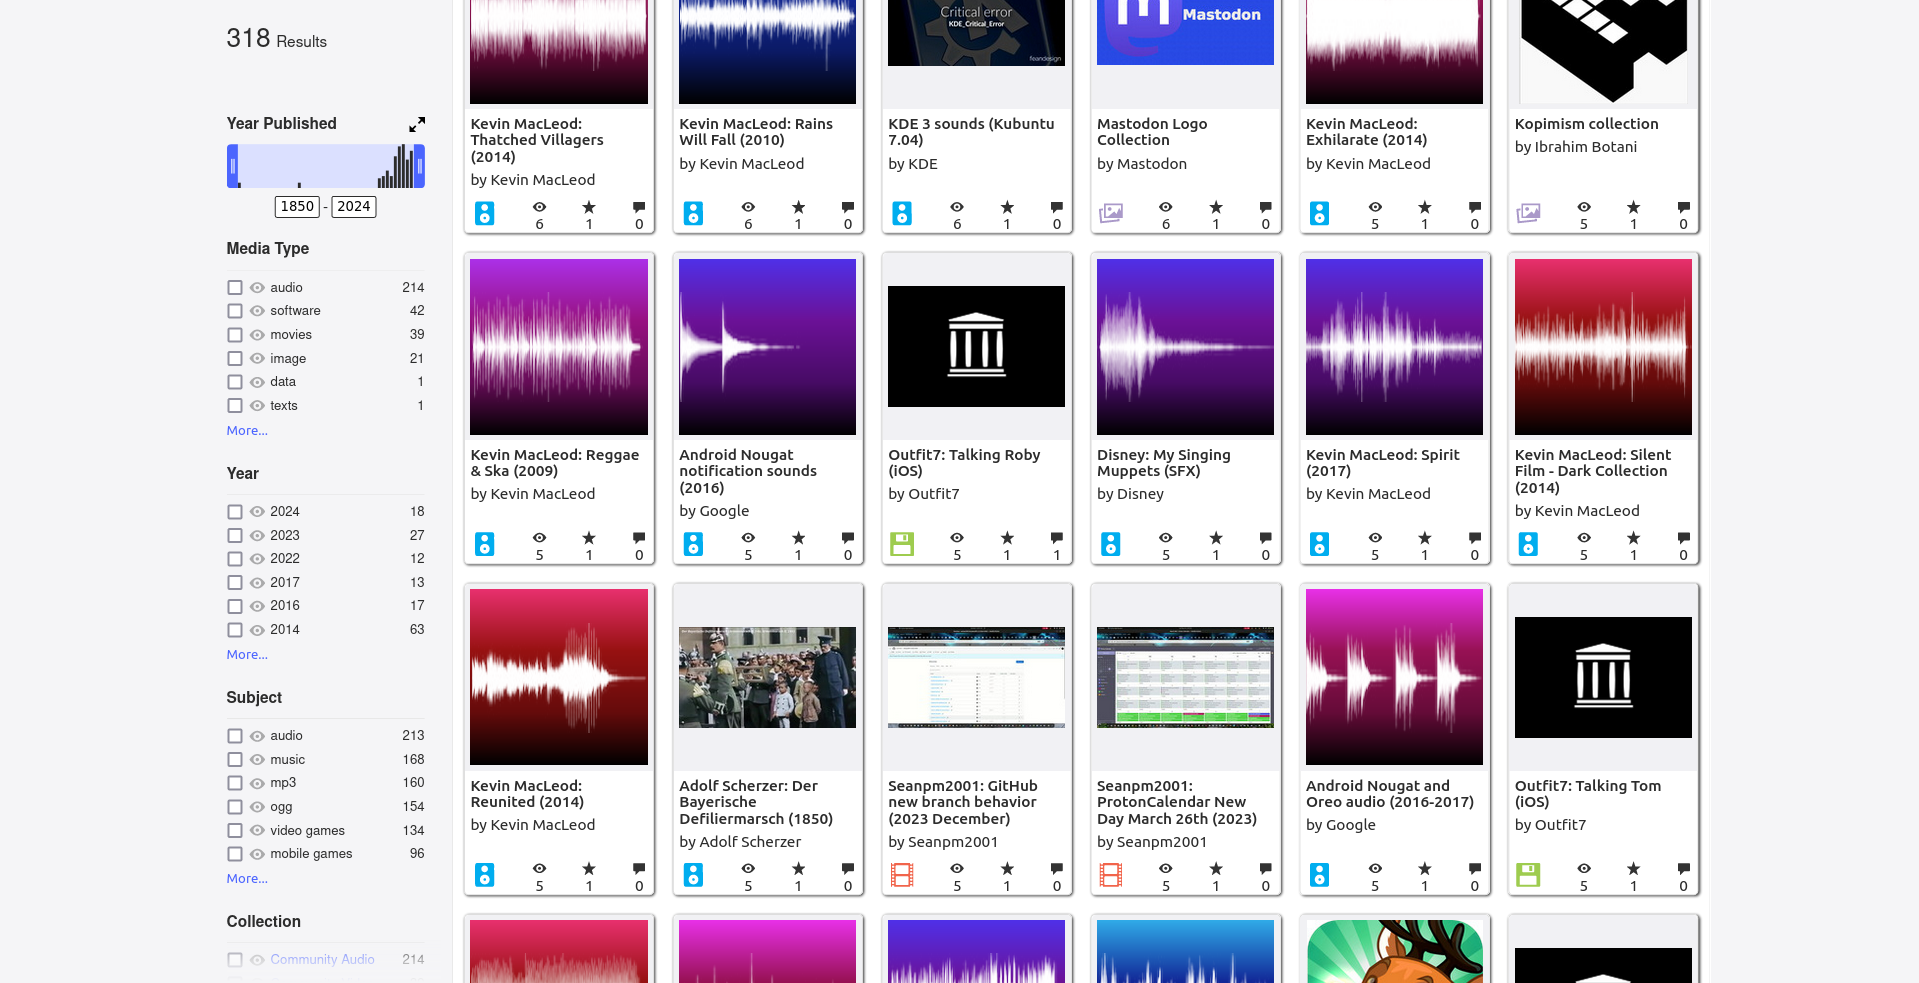 318 Results
Year Published
1850 - 2024
Media Type
audio 214
software 42
movies 39
image 21
data 1
texts 1
More...
Year
2024 18
2023 27
2022 12
2017 13
2016 17
2014 63
More...
Subject
audio 213
music 168
mp3 160
ogg 154
video games 134
mobile games 96
More...
Collection
Community Audio 214
Kevin MacLeod:
Thatched Villagers
(2014)
by Kevin MacLeod
6 1 0
Kevin MacLeod: Rains
Will Fall (2010)
by Kevin MacLeod
6 1 0
Critical error
KDE_Critical_Error
KDE 3 sounds (Kubuntu
7.04)
by KDE
6 1 0
Mastodon
Mastodon Logo
Collection
by Mastodon
6 1 0
Kevin MacLeod:
Exhilarate (2014)
by Kevin MacLeod
5 1 0
Kopimism collection
by Ibrahim Botani
5 1 0
Kevin MacLeod: Reggae
& Ska (2009)
by Kevin MacLeod
5 1 0
Android Nougat
notification sounds
(2016)
by Google
5 1 0
Outfit7: Talking Roby
(iOS)
by Outfit7
5 1 1
Disney: My Singing
Muppets (SFX)
by Disney
5 1 0
Kevin MacLeod: Spirit
(2017)
by Kevin MacLeod
5 1 0
Kevin MacLeod: Silent
Film - Dark Collection
(2014)
by Kevin MacLeod
5 1 0
Kevin MacLeod:
Reunited (2014)
by Kevin MacLeod
5 1 0
Adolf Scherzer: Der
Bayerische
Defiliermarsch (1850)
by Adolf Scherzer
5 1 0
Seanpm2001: GitHub
new branch behavior
(2023 December)
by Seanpm2001
5 1 0
Seanpm2001:
ProtonCalendar New
Day March 26th (2023)
by Seanpm2001
5 1 0
Android Nougat and
Oreo audio (2016-2017)
by Google
5 1 0
Outfit7: Talking Tom
(iOS)
by Outfit7
5 1 0